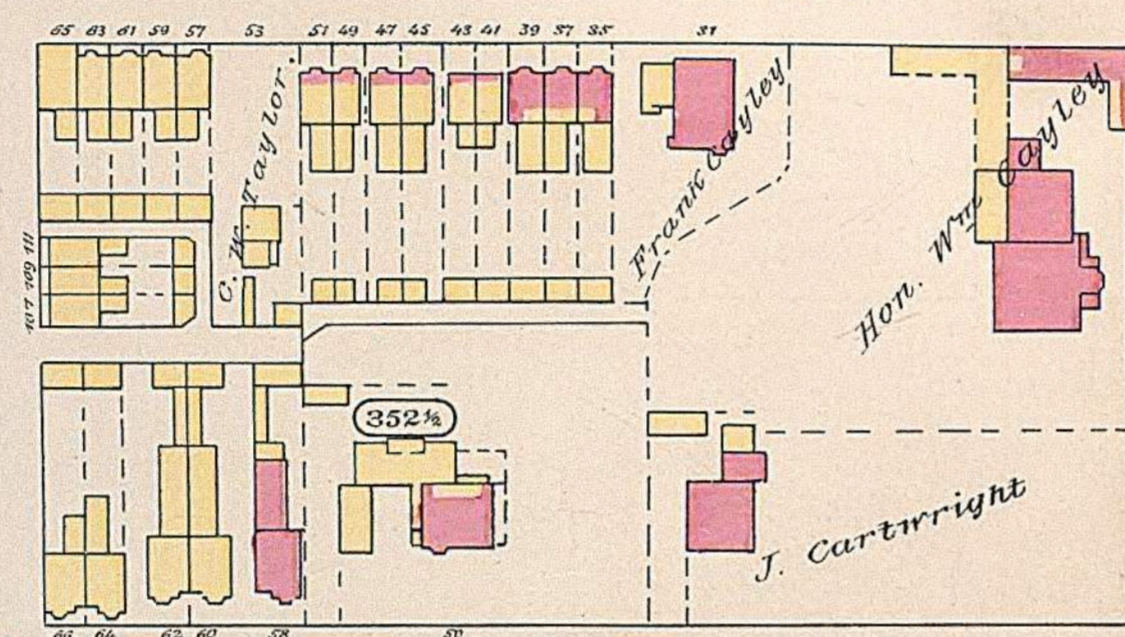 65 63 61 59 57 53 51 49 47 45 43 41 39 37 35 31
C. W. Taylor.
Frank Cayley
Hon. Wm Cayley
107 109 111
352½
J. Cartwright
66 64 62 60 58 50